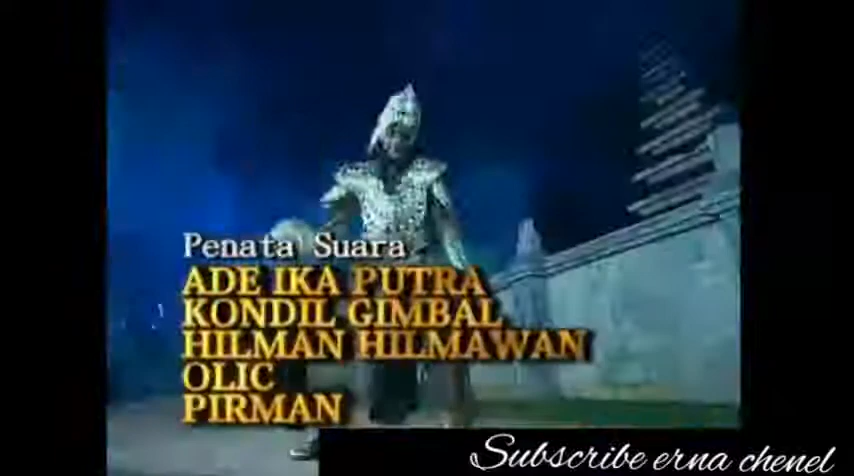 Penata Suara
ADE IKA PUTRA
KONDIL GIMBAL
HILMAN HILMAWAN
OLIC
PIRMAN
Subscribe erna chenel